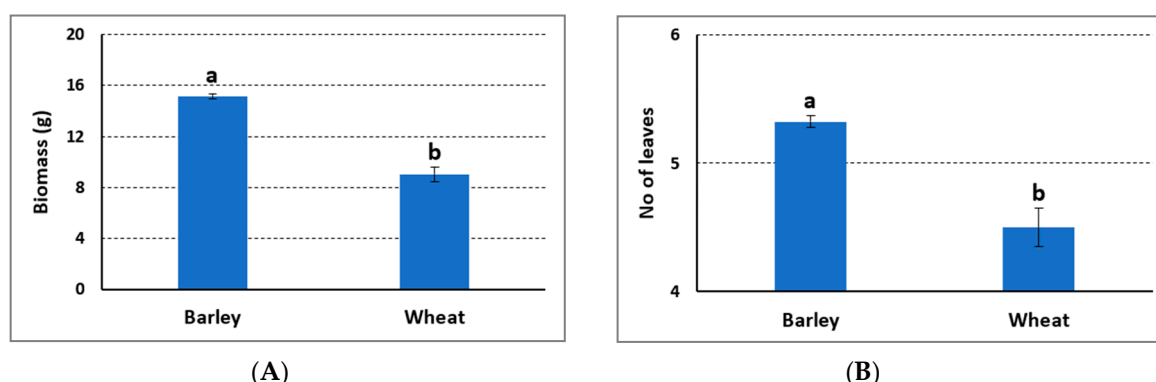 20
16
12
8
4
0
Biomass (g)
a
b
Barley
Wheat
(A)
6
5
4
No of leaves
a
b
Barley
Wheat
(B)